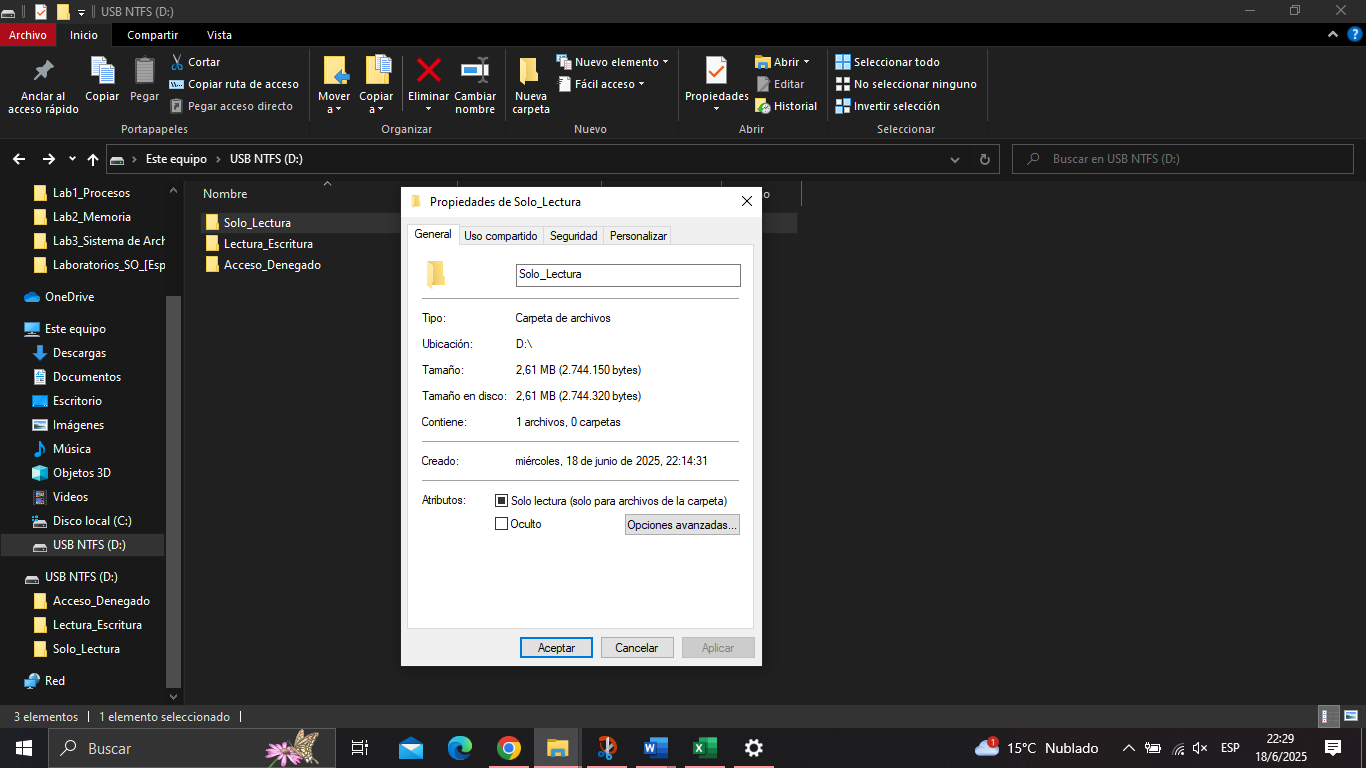 USB NTFS (D:)
Archivo Inicio Compartir Vista
Anclar al acceso rápido
Copiar
Pegar
Cortar
Copiar ruta de acceso
Pegar acceso directo
Portapapeles
Mover a
Copiar a
Eliminar
Cambiar nombre
Organizar
Nueva carpeta
Nuevo elemento
Fácil acceso
Nuevo
Propiedades
Abrir
Editar
Historial
Abrir
Seleccionar todo
No seleccionar ninguno
Invertir selección
Seleccionar
Este equipo > USB NTFS (D:)
Buscar en USB NTFS (D:)
Lab1_Procesos
Lab2_Memoria
Lab3_Sistema de Arch
Laboratorios_SO_[Esp
OneDrive
Este equipo
Descargas
Documentos
Escritorio
Imágenes
Música
Objetos 3D
Videos
Disco local (C:)
USB NTFS (D:)
USB NTFS (D:)
Acceso_Denegado
Lectura_Escritura
Solo_Lectura
Red
Nombre
Solo_Lectura
Lectura_Escritura
Acceso_Denegado
Propiedades de Solo_Lectura
General Uso compartido Seguridad Personalizar
Solo_Lectura
Tipo: Carpeta de archivos
Ubicación: D:\
Tamaño: 2,61 MB (2.744.150 bytes)
Tamaño en disco: 2,61 MB (2.744.320 bytes)
Contiene: 1 archivos, 0 carpetas
Creado: miércoles, 18 de junio de 2025, 22:14:31
Atributos: Solo lectura (solo para archivos de la carpeta)
Oculto Opciones avanzadas...
Aceptar Cancelar Aplicar
3 elementos | 1 elemento seleccionado |
Buscar
1
15°C Nublado
ESP
22:29
18/6/2025